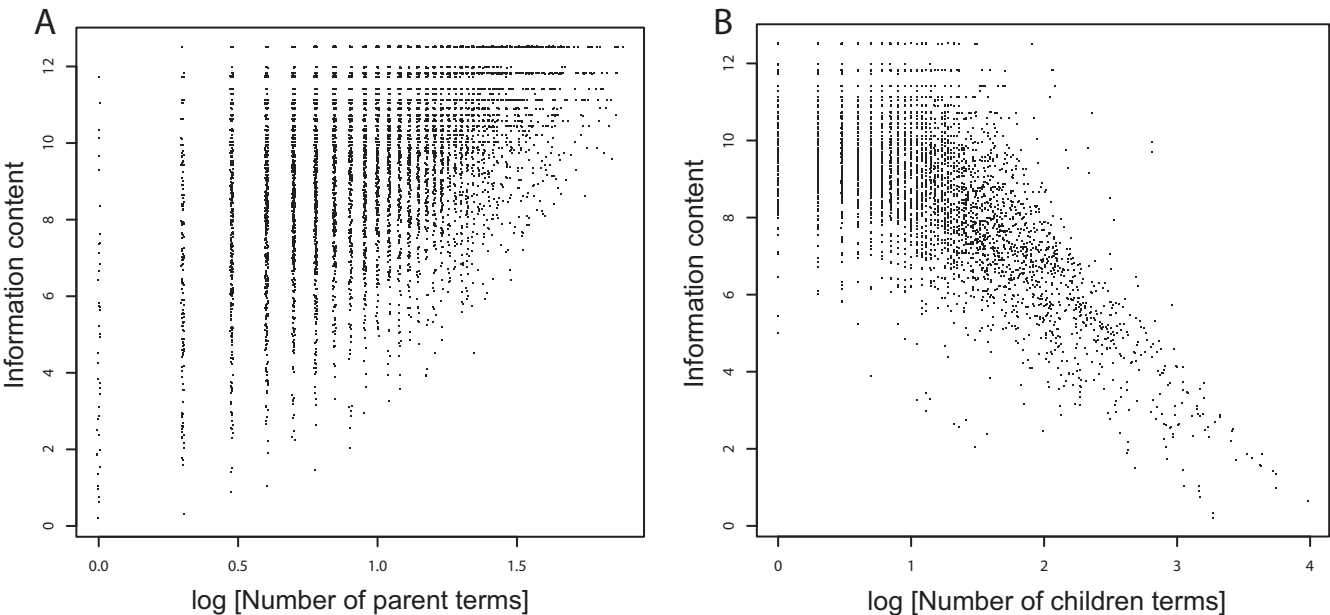 A
B
Information content
12
10
8
6
4
2
0
0.0 0.5 1.0 1.5
log [Number of parent terms]
Information content
12
10
8
6
4
2
0
0 1 2 3 4
log [Number of children terms]